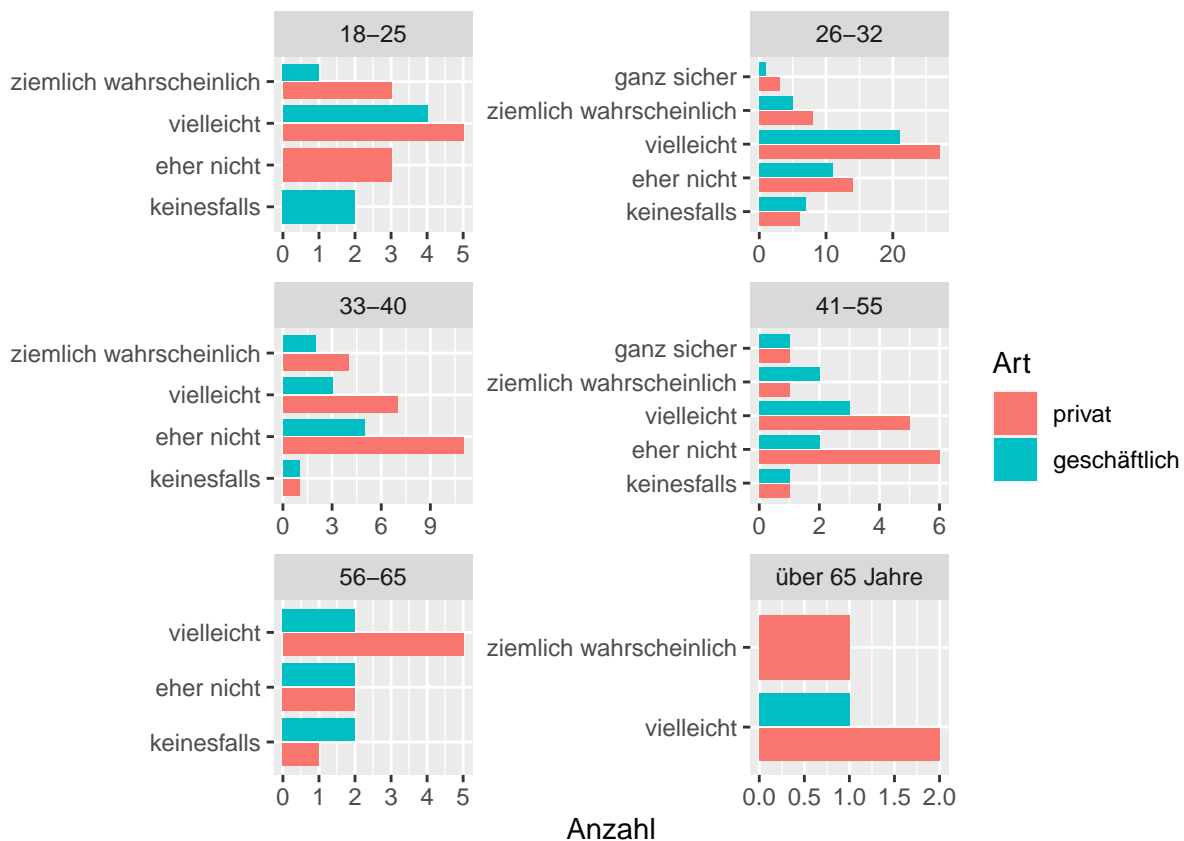 18−25
ziemlich wahrscheinlich
vielleicht
eher nicht
keinesfalls
0 1 2 3 4 5
26−32
ganz sicher
ziemlich wahrscheinlich
vielleicht
eher nicht
keinesfalls
0 10 20
33−40
ziemlich wahrscheinlich
vielleicht
eher nicht
keinesfalls
0 3 6 9
41−55
ganz sicher
ziemlich wahrscheinlich
vielleicht
eher nicht
keinesfalls
0 2 4 6
56−65
vielleicht
eher nicht
keinesfalls
0 1 2 3 4 5
über 65 Jahre
ziemlich wahrscheinlich
vielleicht
0.0 0.5 1.0 1.5 2.0
Anzahl
Art
privat
geschäftlich